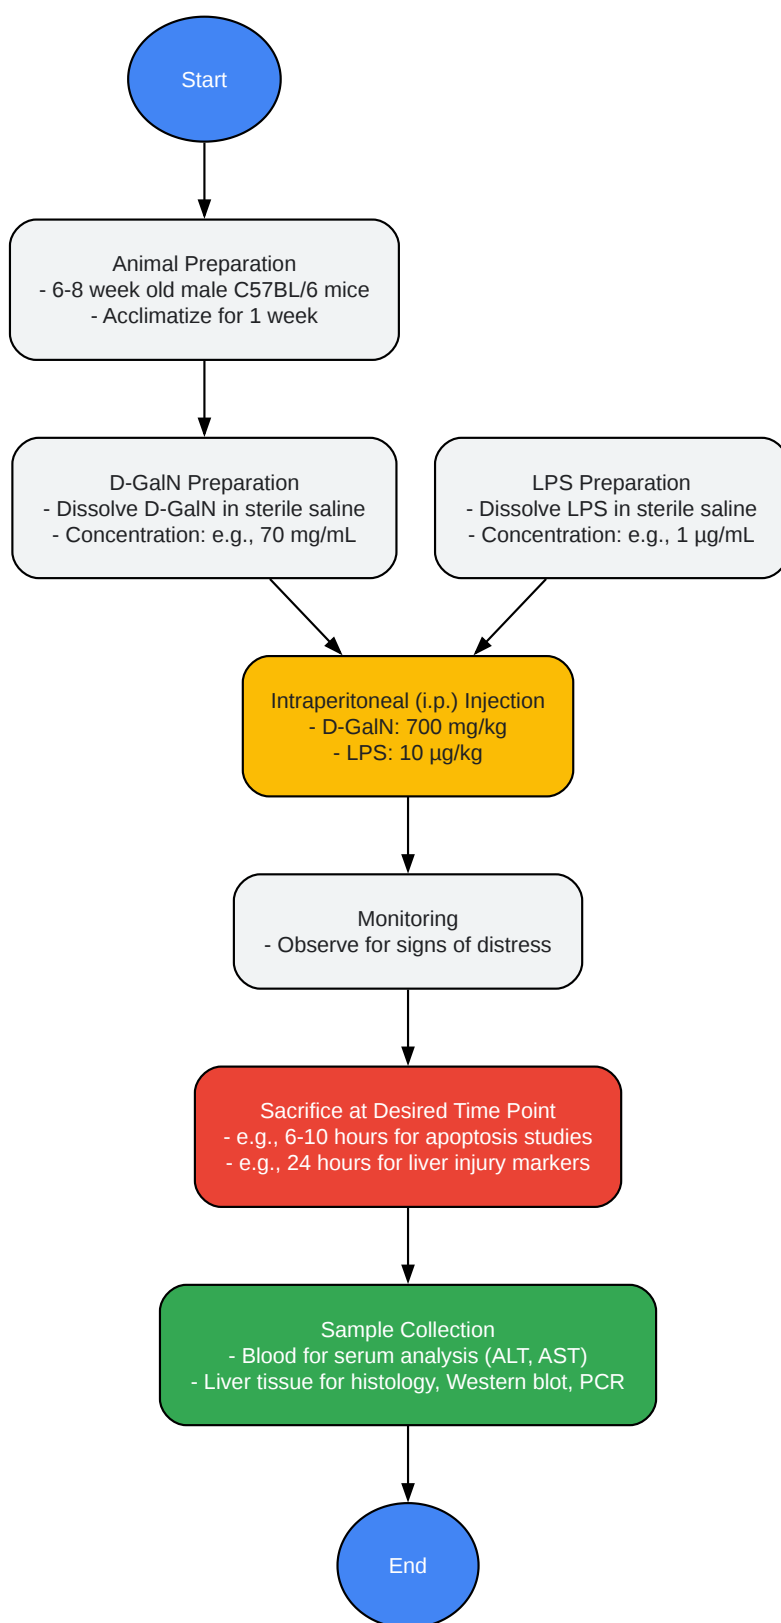 Start
Animal Preparation
- 6-8 week old male C57BL/6 mice
- Acclimatize for 1 week
D-GalN Preparation
- Dissolve D-GalN in sterile saline
- Concentration: e.g., 70 mg/mL
LPS Preparation
- Dissolve LPS in sterile saline
- Concentration: e.g., 1 µg/mL
Intraperitoneal (i.p.) Injection
- D-GalN: 700 mg/kg
- LPS: 10 µg/kg
Monitoring
- Observe for signs of distress
Sacrifice at Desired Time Point
- e.g., 6-10 hours for apoptosis studies
- e.g., 24 hours for liver injury markers
Sample Collection
- Blood for serum analysis (ALT, AST)
- Liver tissue for histology, Western blot, PCR
End